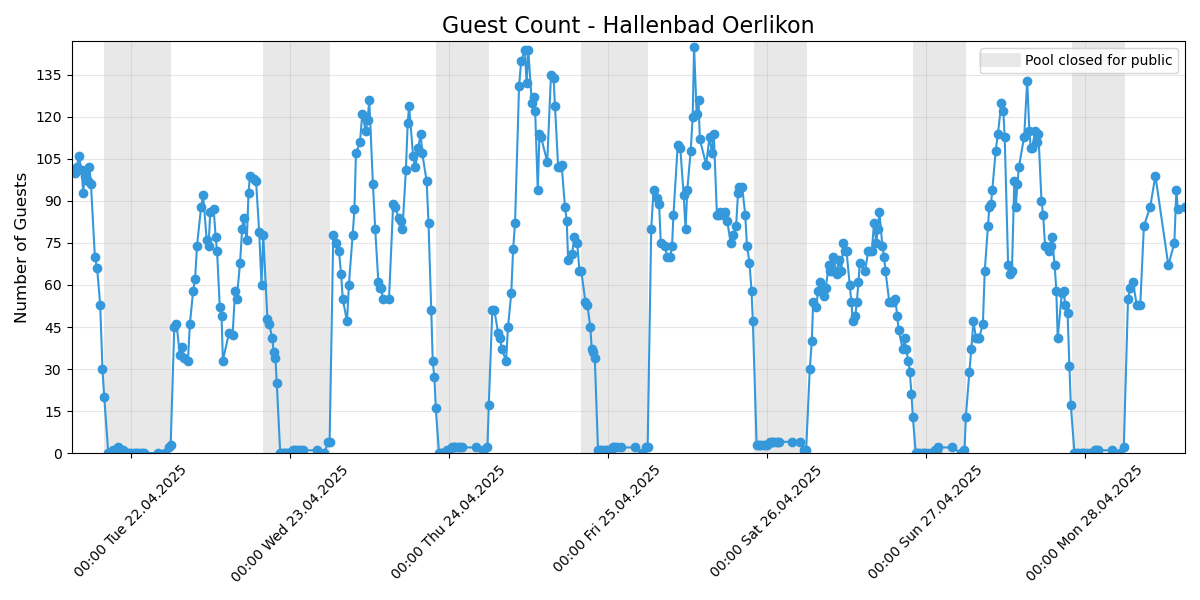 Guest Count - Hallenbad Oerlikon
Pool closed for public
Number of Guests
135
120
105
90
75
60
45
30
15
0
00:00 Tue 22.04.2025
00:00 Wed 23.04.2025
00:00 Thu 24.04.2025
00:00 Fri 25.04.2025
00:00 Sat 26.04.2025
00:00 Sun 27.04.2025
00:00 Mon 28.04.2025